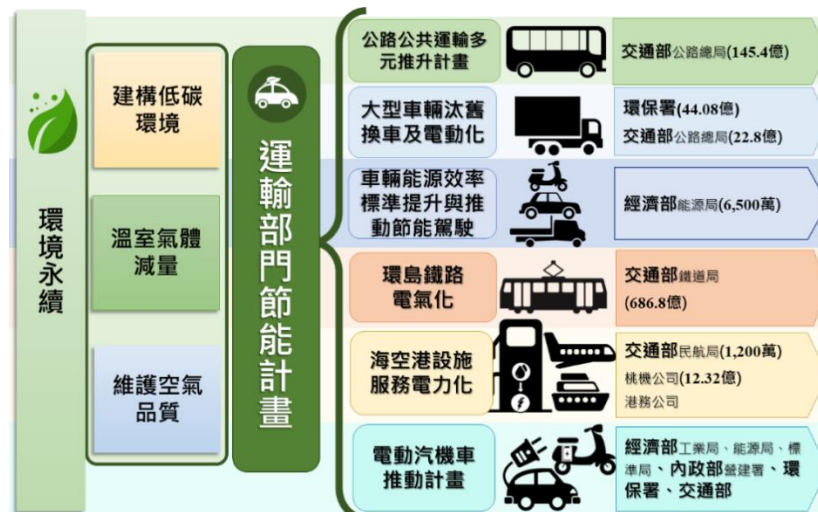 環境永續
建構低碳
環境
溫室氣體
減量
維護空氣
品質
運輸部門節能計畫
公路公共運輸多
元推升計畫
交通部公路總局(145.4億)
大型車輛汰舊
換車及電動化
環保署(44.08億)
交通部公路總局(22.8億)
車輛能源效率
標準提升與推
動節能駕駛
經濟部能源局(6,500萬)
環島鐵路
電氣化
交通部鐵道局
(686.8億)
海空港設施
服務電力化
交通部民航局(1,200萬)
桃機公司(12.32億)
港務公司
電動汽機車
推動計畫
經濟部工業局、能源局、標
準局、內政部營建署、環
保署、交通部